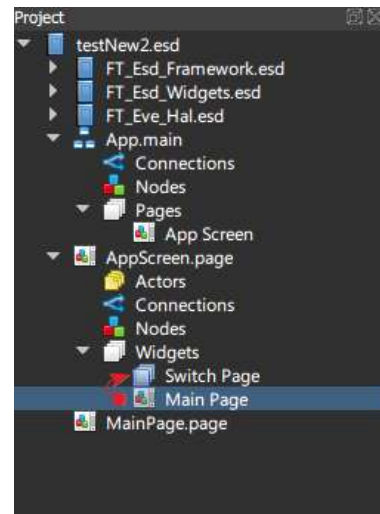 Project
testNew2.esd
FT_Esd_Framework.esd
FT_Esd_Widgets.esd
FT_Eve_Hal.esd
App.main
Connections
Nodes
Pages
App Screen
AppScreen.page
Actors
Connections
Nodes
Widgets
Switch Page
Main Page
MainPage.page